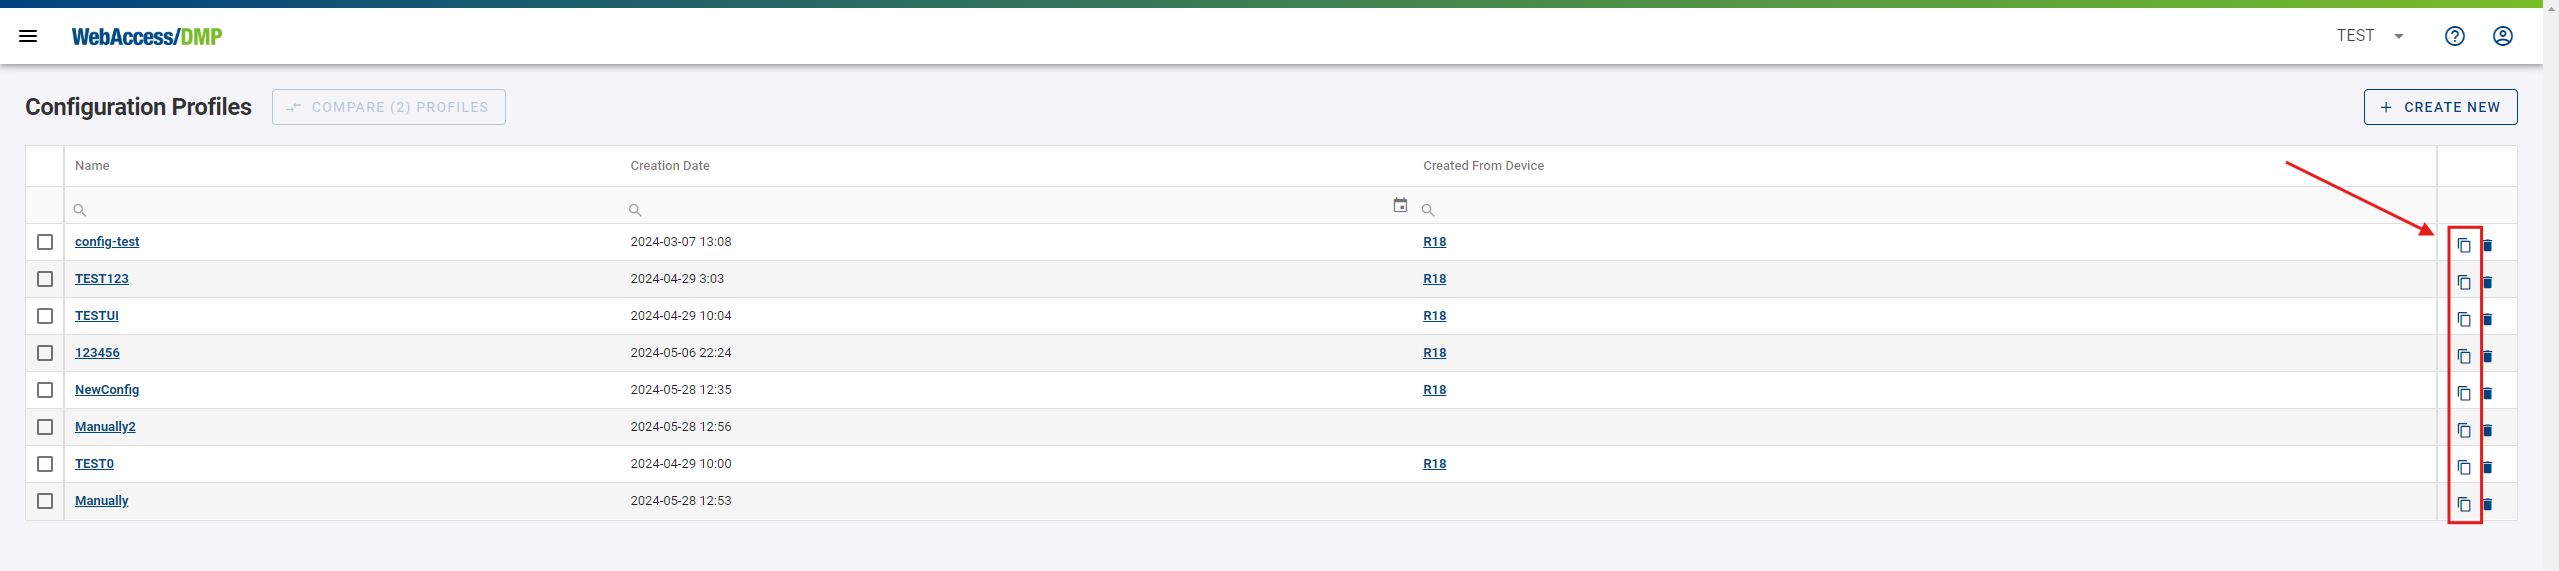 WebAccess/DMP
TEST
Configuration Profiles
COMPARE (2) PROFILES
CREATE NEW
Name Creation Date Created From Device
config-test 2024-03-07 13:08 R18
TEST123 2024-04-29 3:03 R18
TESTUI 2024-04-29 10:04 R18
123456 2024-05-06 22:24 R18
NewConfig 2024-05-28 12:35 R18
Manually2 2024-05-28 12:56
TEST0 2024-04-29 10:00 R18
Manually 2024-05-28 12:53